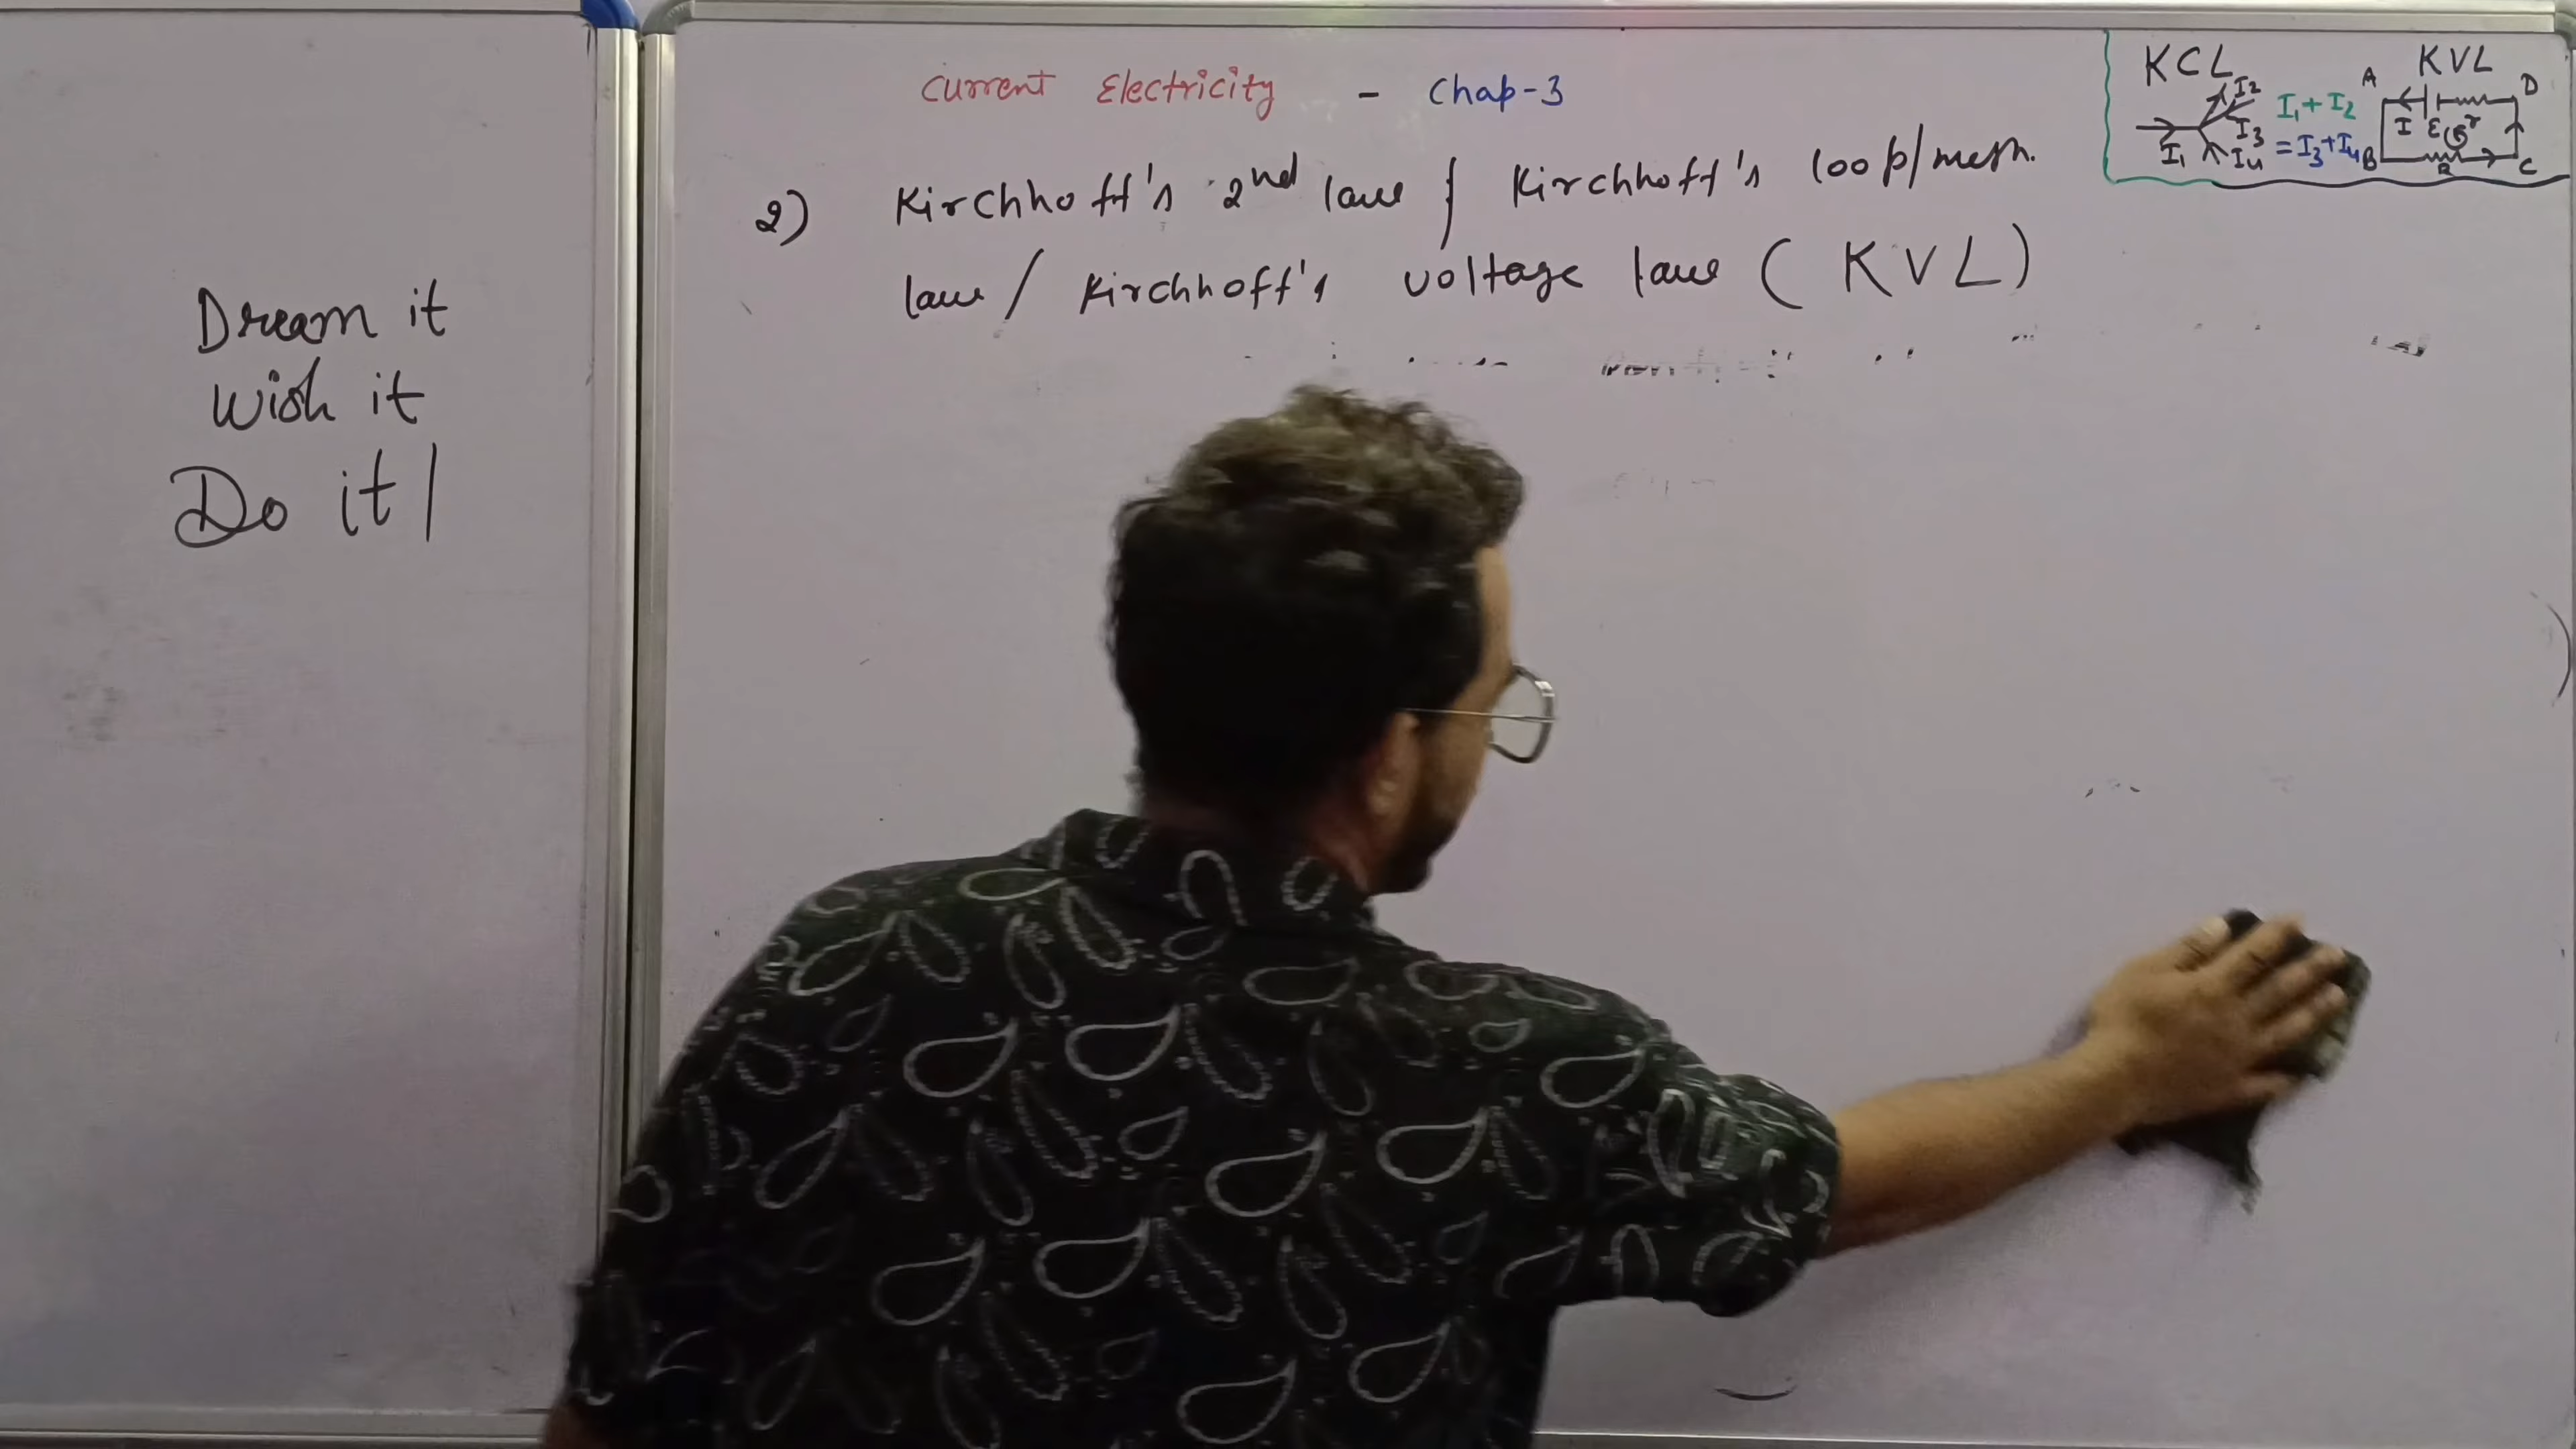 Dream it
Wish it
Do it |
Current Electricity - Chap-3
2) Kirchhoff's 2nd law / Kirchhoff's loop/mesh
law / Kirchhoff's voltage law ( KVL)
KCL
I1
I2
I3
I4
I1 + I2
= I3 + I4
KVL
A
D
I
E
r
B
R
C